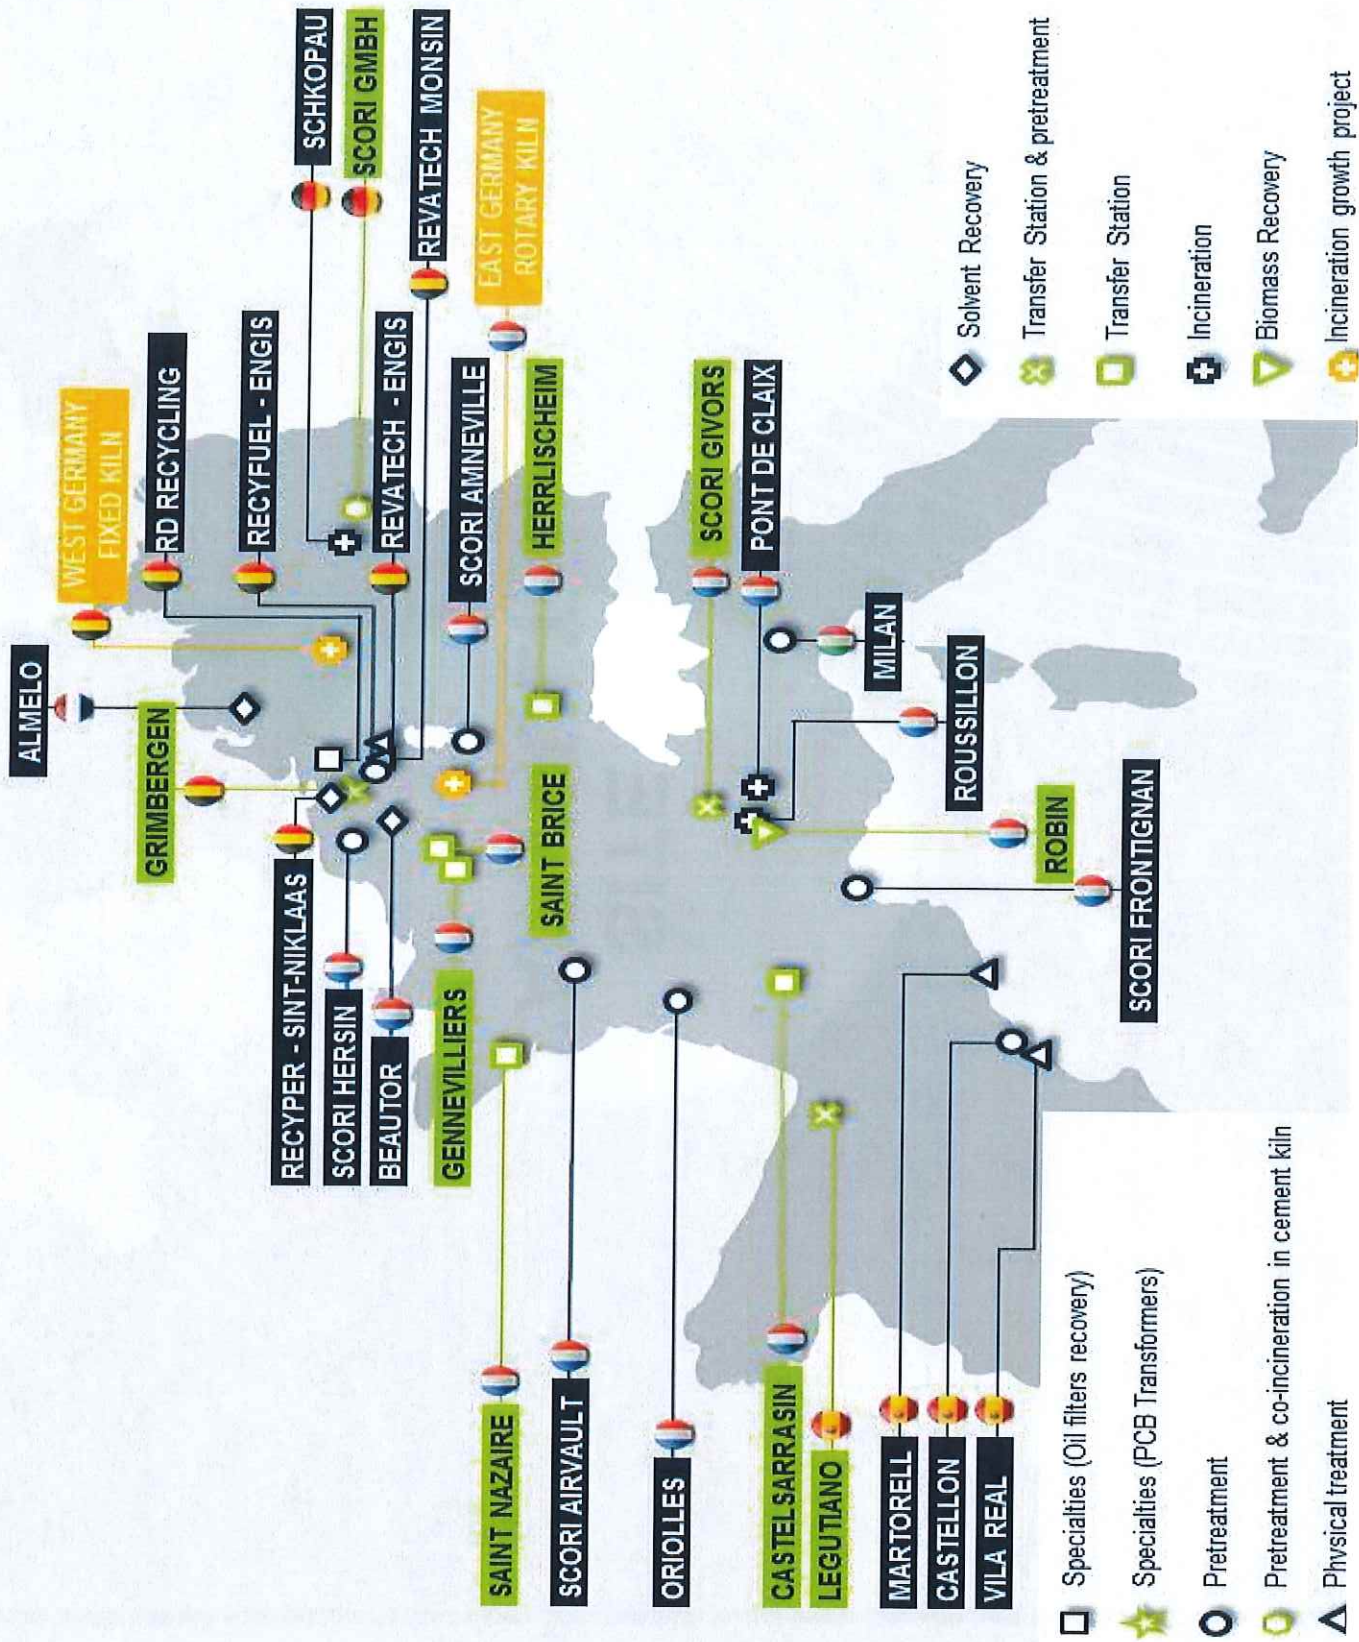 ALMELO
GRIMBERGEN
WEST GERMANY
FIXED KILN
RD RECYCLING
RECYFUEL - ENGIS
SCHKOPAU
SCORI GMBH
REVATECH - ENGIS
REVATECH MONSIN
RECYPER - SINT-NIKLAAS
SCORI HERSIN
BEAUTOR
GENNEVILLIERS
SCORI AMNEVILLE
EAST GERMANY
ROTARY KILN
HERRLISCHEIM
SAINT BRICE
SAINT NAZAIRE
SCORI AIRVAULT
ORIOLLES
SCORI GIVORS
PONT DE CLAIX
MILAN
ROUSSILLON
ROBIN
SCORI FRONTIGNAN
CASTELSARRASIN
LEGUTIANO
MARTORELL
CASTELLON
VILA REAL
Specialties (Oil filters recovery)
Specialties (PCB Transformers)
Pretreatment
Pretreatment & co-incineration in cement kiln
Physical treatment
Solvent Recovery
Transfer Station & pretreatment
Transfer Station
Incineration
Biomass Recovery
Incineration growth project